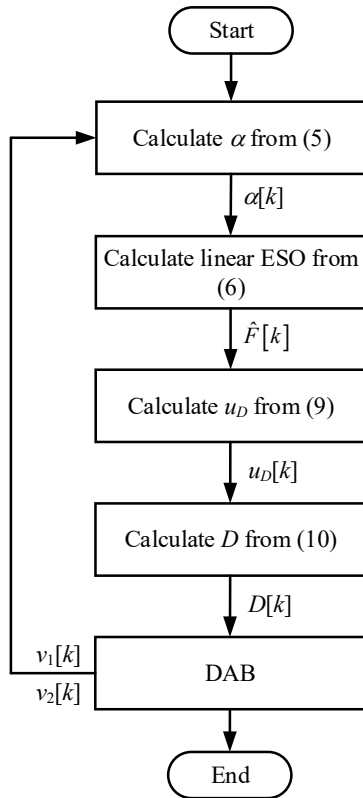 Start
Calculate α from (5)
α[k]
Calculate linear ESO from
(6)
F̂[k]
Calculate u_D from (9)
u_D[k]
Calculate D from (10)
D[k]
v₁[k]
v₂[k]
DAB
End